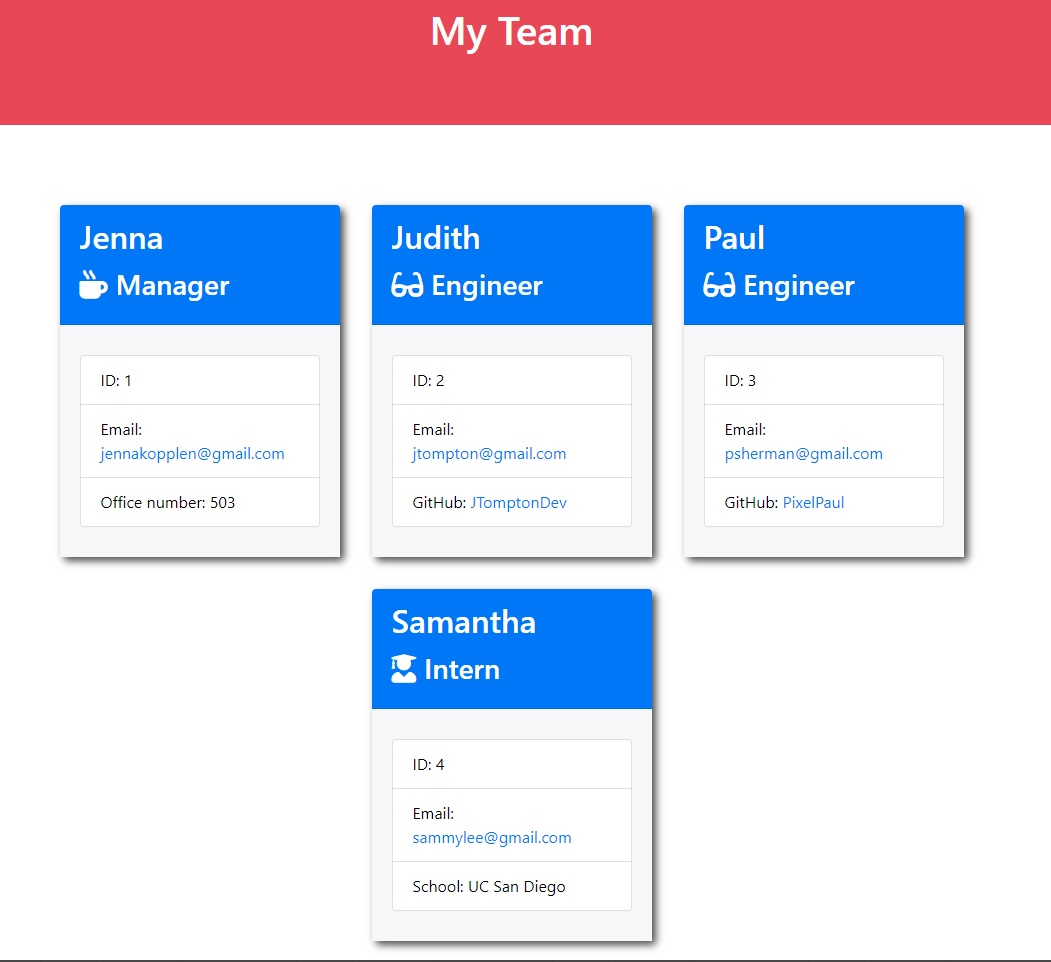 My Team
Jenna
Manager
ID: 1
Email:
jennakopplen@gmail.com
Office number: 503
Judith
Engineer
ID: 2
Email:
jtompton@gmail.com
GitHub: JTomptonDev
Paul
Engineer
ID: 3
Email:
psherman@gmail.com
GitHub: PixelPaul
Samantha
Intern
ID: 4
Email:
sammylee@gmail.com
School: UC San Diego